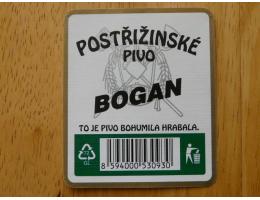 POSTŘIŽINSKÉ
PIVO
BOGAN
TO JE PIVO BOHUMILA HRABALA.
8 594000 530930